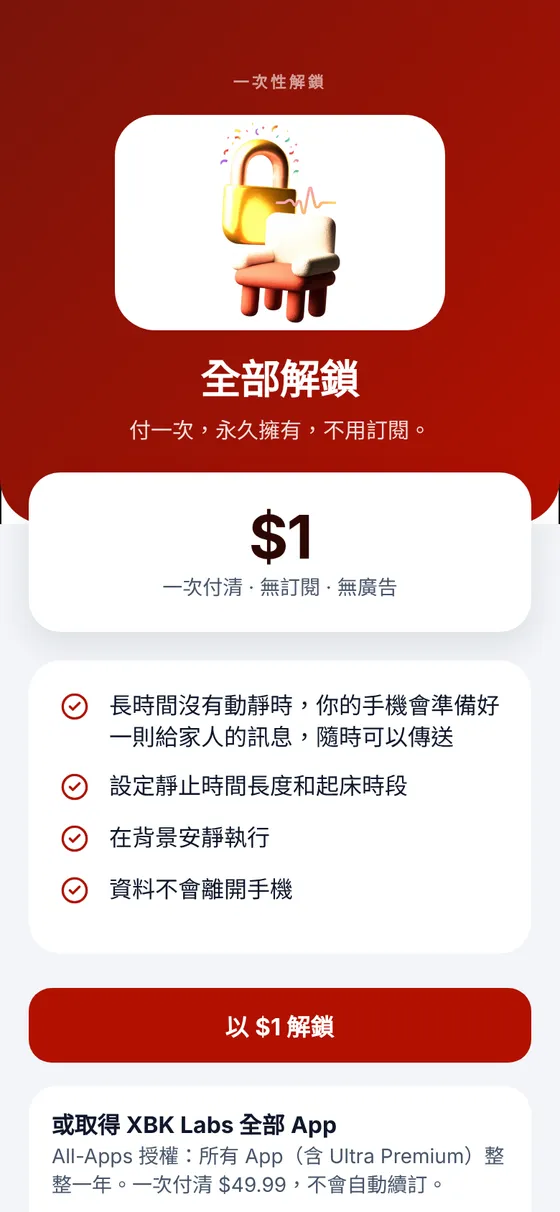 一次性解鎖
全部解鎖
付一次，永久擁有，不用訂閱。
$1
一次付清 · 無訂閱 · 無廣告
長時間沒有動靜時，你的手機會準備好
一則給家人的訊息，隨時可以傳送
設定靜止時間長度和起床時段
在背景安靜執行
資料不會離開手機
以 $1 解鎖
或取得 XBK Labs 全部 App
All-Apps 授權：所有 App（含 Ultra Premium）整
整一年。一次付清 $49.99，不會自動續訂。